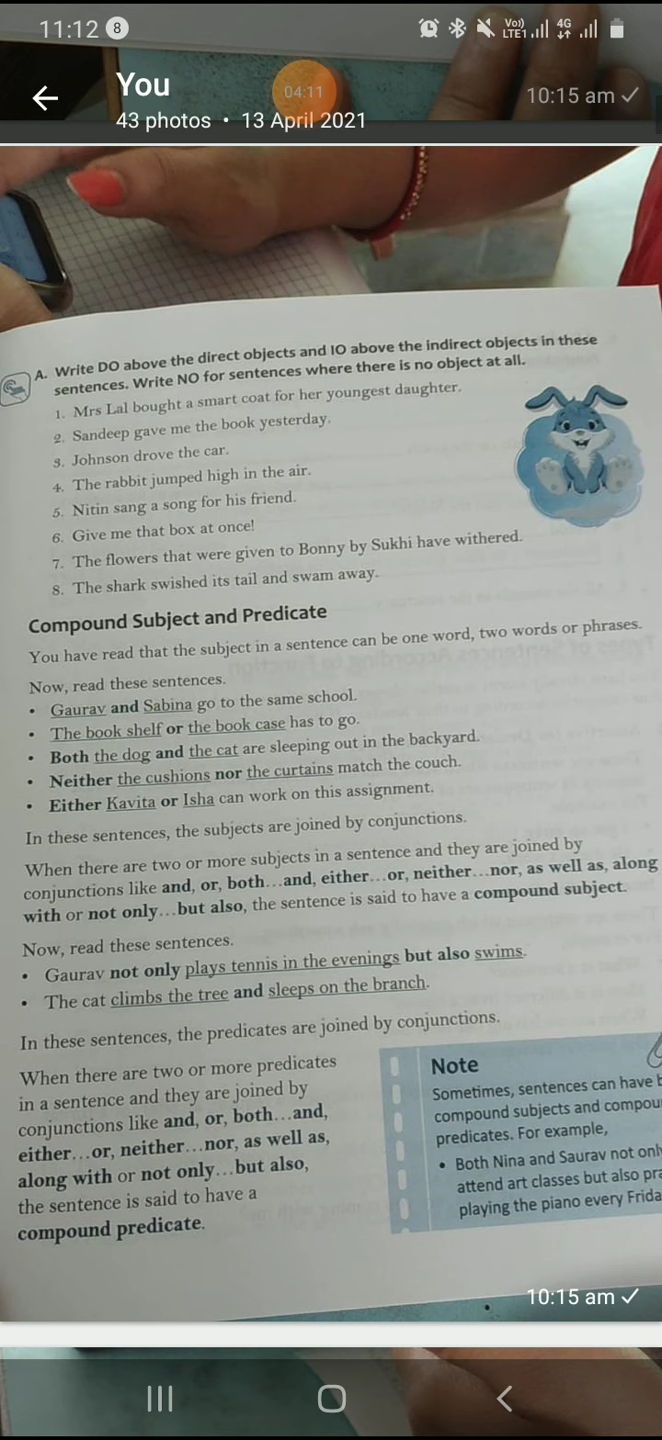 11:12 8 Vo) LTE1 4G
You
04:11
10:15 am
43 photos • 13 April 2021
A. Write DO above the direct objects and IO above the indirect objects in these
sentences. Write NO for sentences where there is no object at all.
1. Mrs Lal bought a smart coat for her youngest daughter.
2. Sandeep gave me the book yesterday.
3. Johnson drove the car.
4. The rabbit jumped high in the air.
5. Nitin sang a song for his friend.
6. Give me that box at once!
7. The flowers that were given to Bonny by Sukhi have withered.
8. The shark swished its tail and swam away.
Compound Subject and Predicate
You have read that the subject in a sentence can be one word, two words or phrases.
Now, read these sentences.
• Gaurav and Sabina go to the same school.
• The book shelf or the book case has to go.
• Both the dog and the cat are sleeping out in the backyard.
• Neither the cushions nor the curtains match the couch.
• Either Kavita or Isha can work on this assignment.
In these sentences, the subjects are joined by conjunctions.
When there are two or more subjects in a sentence and they are joined by
conjunctions like and, or, both...and, either...or, neither...nor, as well as, along
with or not only...but also, the sentence is said to have a compound subject.
Now, read these sentences.
• Gaurav not only plays tennis in the evenings but also swims.
• The cat climbs the tree and sleeps on the branch.
In these sentences, the predicates are joined by conjunctions.
When there are two or more predicates
in a sentence and they are joined by
conjunctions like and, or, both...and,
either...or, neither...nor, as well as,
along with or not only...but also,
the sentence is said to have a
compound predicate.
Note
Sometimes, sentences can have b
compound subjects and compou
predicates. For example,
• Both Nina and Saurav not only
attend art classes but also pra
playing the piano every Frida
10:15 am